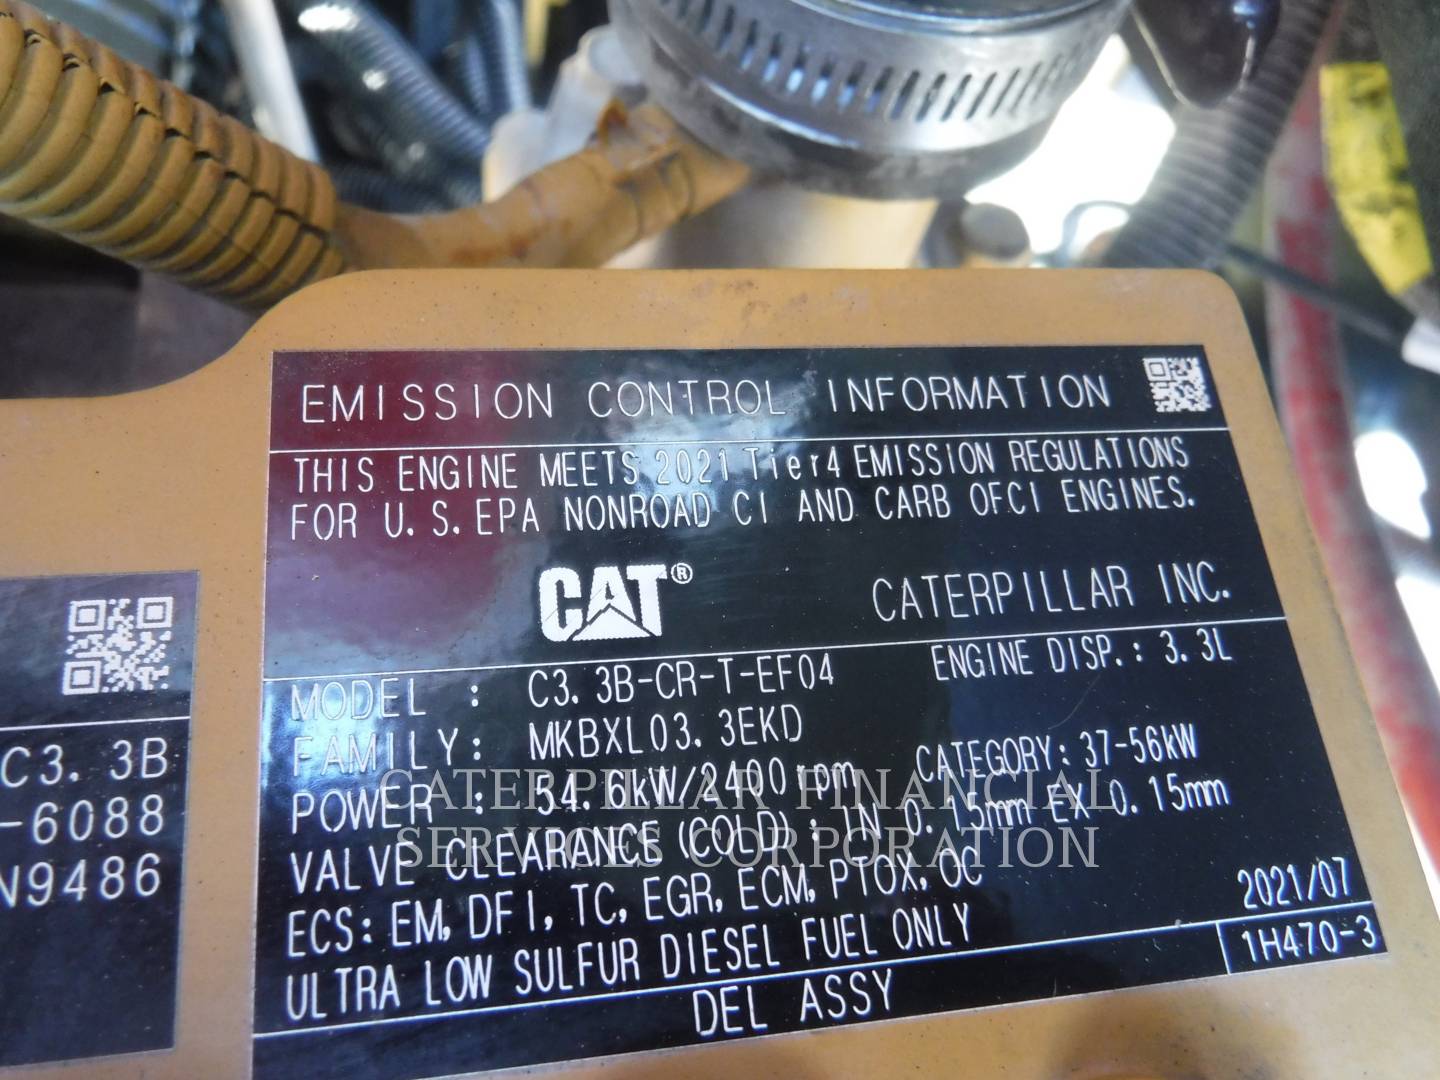 EMISSION CONTROL INFORMATION
THIS ENGINE MEETS 2021 Tier4 EMISSION REGULATIONS
FOR U.S.EPA NONROAD CI AND CARB OFCI ENGINES.
CAT® CATERPILLAR INC.
MODEL : C3.3B-CR-T-EF04 ENGINE DISP.: 3.3L
FAMILY: MKBXL03.3EKD
POWER : 54.6kW/2400rpm CATEGORY: 37-56kW
VALVE CLEARANCE (COLD): IN 0.15mm EX 0.15mm
ECS: EM, DFI, TC, EGR, ECM, PTOX, OC
2021/07
ULTRA LOW SULFUR DIESEL FUEL ONLY
1H470-3
DEL ASSY
C3.3B
-6088
N9486
CATERPILLAR FINANCIAL
SERVICES CORPORATION